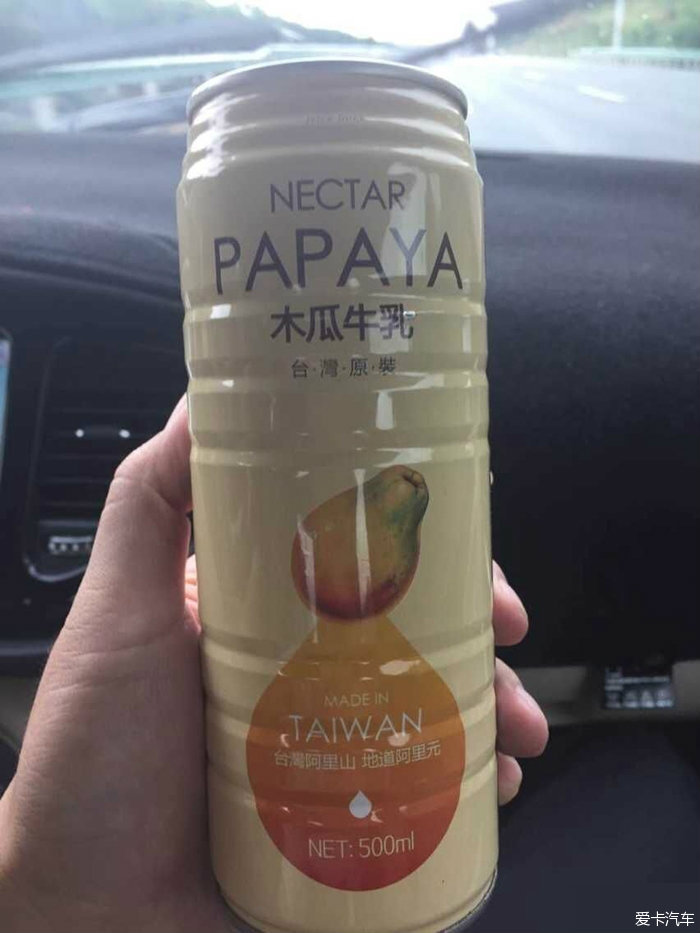 NECTAR
PAPAYA
木瓜牛乳
台·灣·原·裝
MADE IN
TAIWAN
台灣阿里山 地道阿里元
NET: 500ml
爱卡汽车